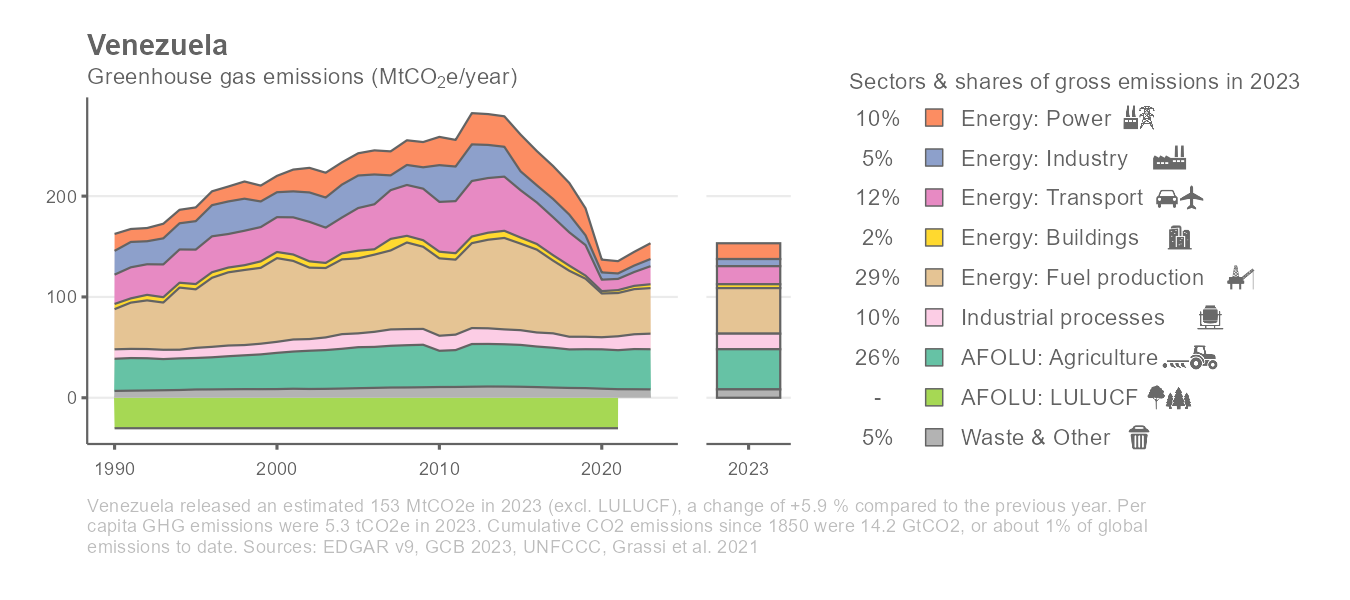 Venezuela
Greenhouse gas emissions (MtCO2e/year)
200
100
0
1990
2000
2010
2020
2023
Sectors & shares of gross emissions in 2023
10% Energy: Power
5% Energy: Industry
12% Energy: Transport
2% Energy: Buildings
29% Energy: Fuel production
10% Industrial processes
26% AFOLU: Agriculture
- AFOLU: LULUCF
5% Waste & Other
Venezuela released an estimated 153 MtCO2e in 2023 (excl. LULUCF), a change of +5.9 % compared to the previous year. Per
capita GHG emissions were 5.3 tCO2e in 2023. Cumulative CO2 emissions since 1850 were 14.2 GtCO2, or about 1% of global
emissions to date. Sources: EDGAR v9, GCB 2023, UNFCCC, Grassi et al. 2021